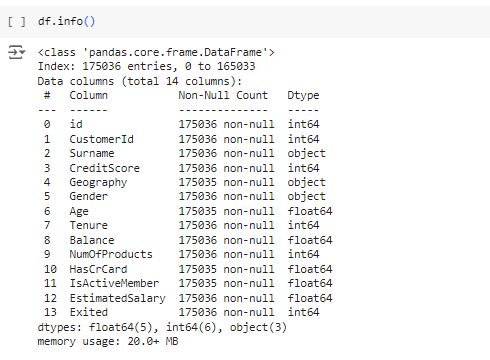 [ ] df.info()
<class 'pandas.core.frame.DataFrame'>
Index: 175036 entries, 0 to 165033
Data columns (total 14 columns):
 #   Column           Non-Null Count   Dtype
---  ------           --------------   -----
 0   id               175036 non-null  int64
 1   CustomerId       175036 non-null  int64
 2   Surname          175036 non-null  object
 3   CreditScore      175036 non-null  int64
 4   Geography        175035 non-null  object
 5   Gender           175036 non-null  object
 6   Age              175035 non-null  float64
 7   Tenure           175036 non-null  int64
 8   Balance          175036 non-null  float64
 9   NumOfProducts    175036 non-null  int64
 10  HasCrCard        175035 non-null  float64
 11  IsActiveMember   175035 non-null  float64
 12  EstimatedSalary  175036 non-null  float64
 13  Exited           175036 non-null  int64
dtypes: float64(5), int64(6), object(3)
memory usage: 20.0+ MB